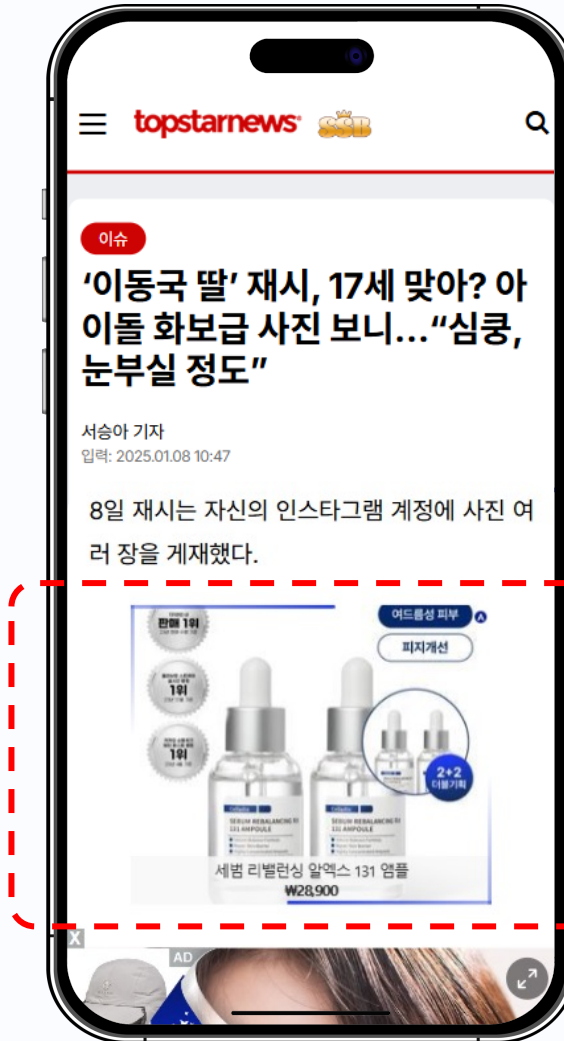 topstarnews
SSB
이슈
‘이동국 딸’ 재시, 17세 맞아? 아
이돌 화보급 사진 보니…“심쿵,
눈부실 정도”
서승아 기자
입력: 2025.01.08 10:47
8일 재시는 자신의 인스타그램 계정에 사진 여
러 장을 게재했다.
판매 1위
1위
1위
여드름성 피부
피지개선
2+2
더블기획
SEBUM REBALANCING RX
131 AMPOULE
SEBUM REBALANCING RX
131 AMPOULE
세범 리밸런싱 알엑스 131 앰플
₩28,900
X
AD